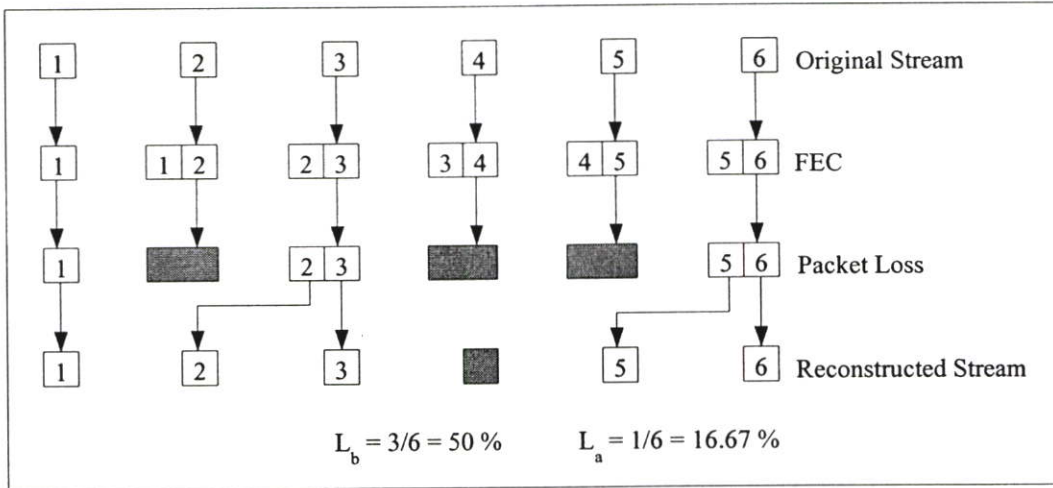 1 2 3 4 5 6 Original Stream
1 1 2 2 3 3 4 4 5 5 6 FEC
1 2 3 5 6 Packet Loss
1 2 3 5 6 Reconstructed Stream
L_b = 3/6 = 50 % L_a = 1/6 = 16.67 %